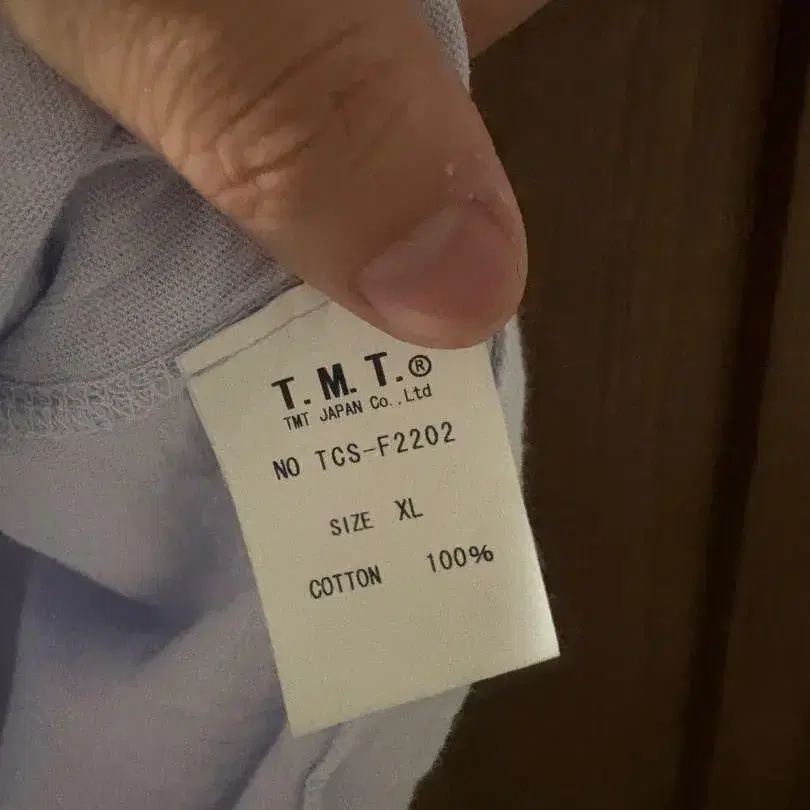 T.M.T.®
TMT JAPAN Co.,Ltd
NO TCS-F2202
SIZE XL
COTTON 100%